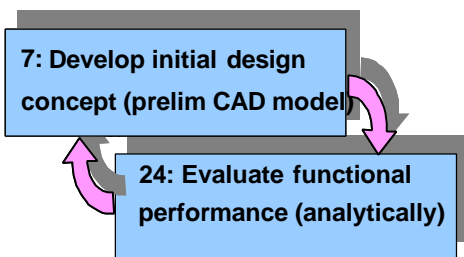 7: Develop initial design
concept (prelim CAD model)
24: Evaluate functional
performance (analytically)